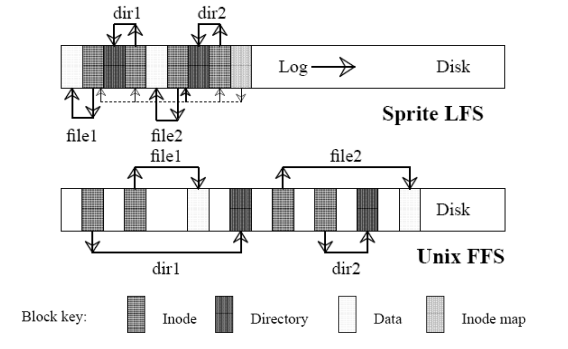 dir1 dir2
Log Disk
Sprite LFS
file1 file2
file1 file2
Disk
Unix FFS
dir1 dir2
Block key: Inode Directory Data Inode map